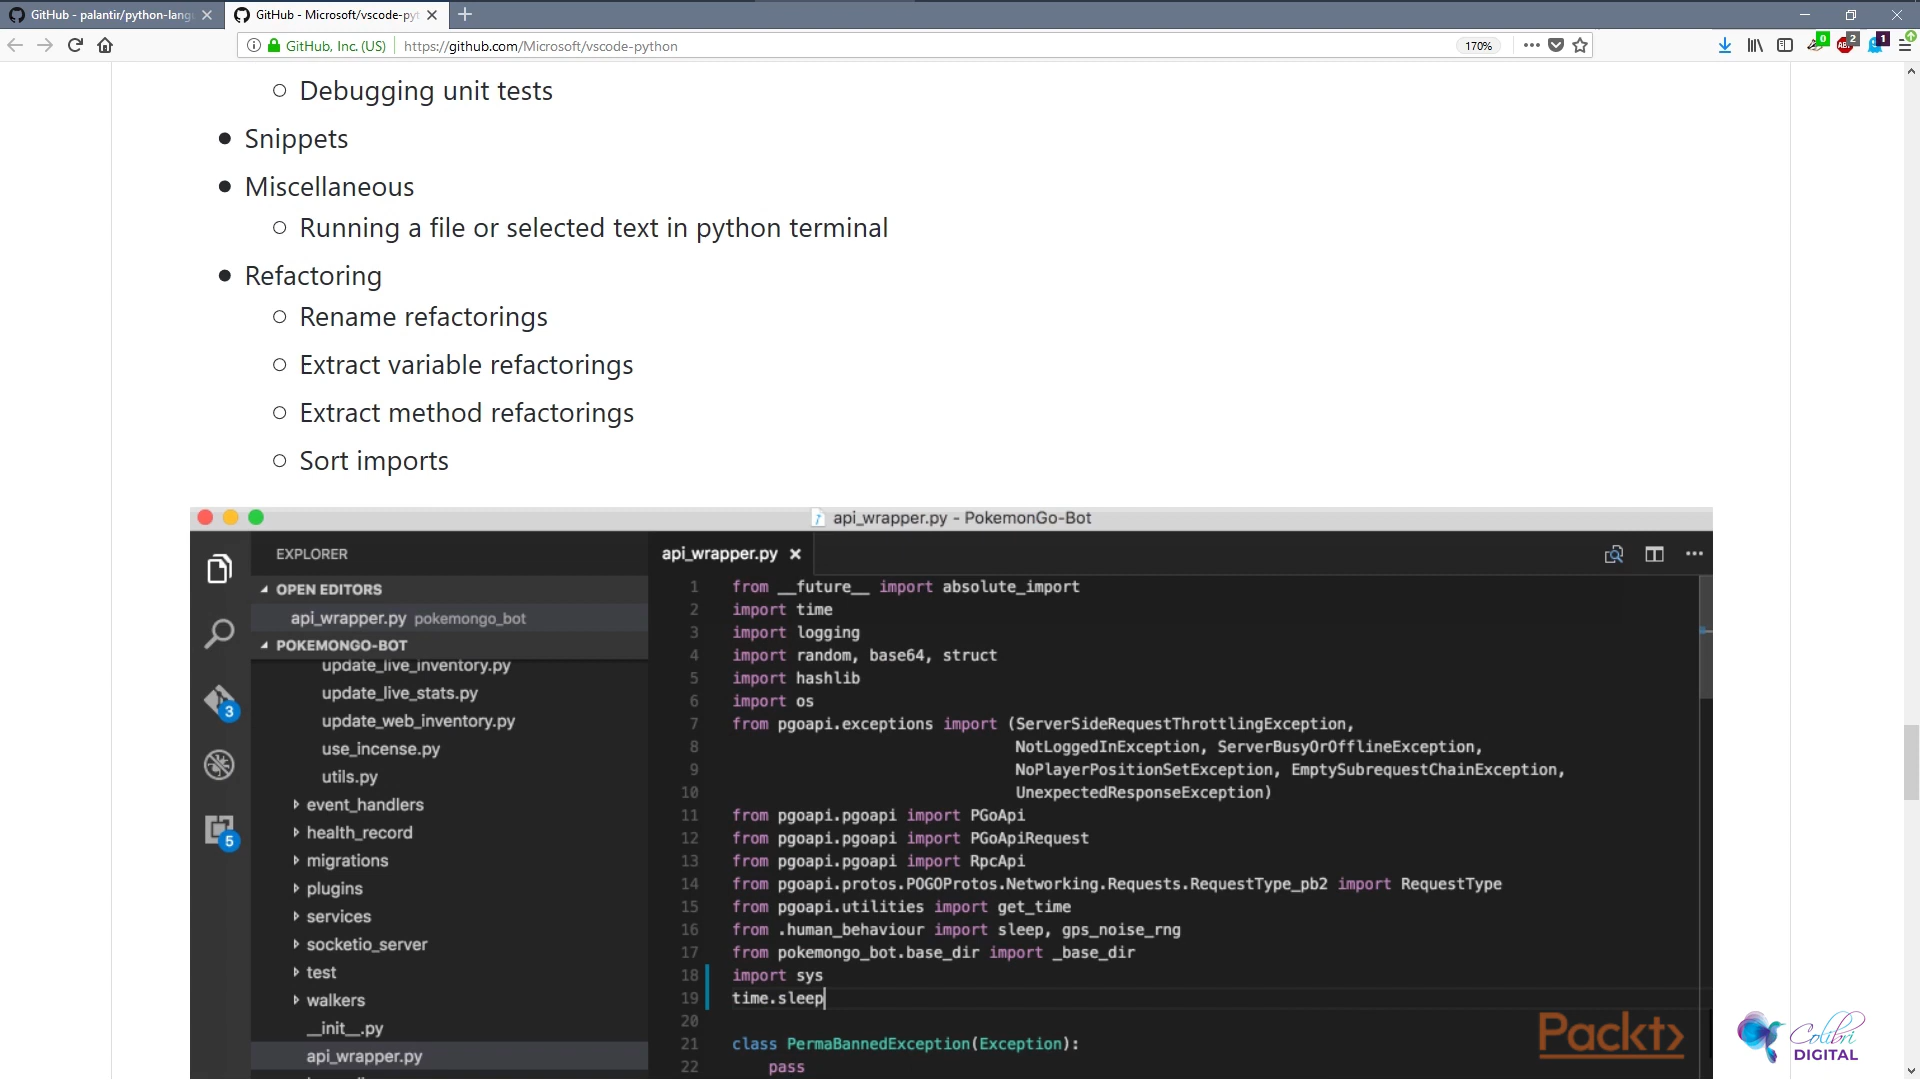 GitHub - palantir/python-lang
GitHub - Microsoft/vscode-pyt
GitHub, Inc. (US)
https://github.com/Microsoft/vscode-python
170%
0
ABP
2
1
Debugging unit tests
Snippets
Miscellaneous
Running a file or selected text in python terminal
Refactoring
Rename refactorings
Extract variable refactorings
Extract method refactorings
Sort imports
api_wrapper.py - PokemonGo-Bot
EXPLORER
OPEN EDITORS
api_wrapper.py pokemongo_bot
POKEMONGO-BOT
update_live_inventory.py
update_live_stats.py
update_web_inventory.py
use_incense.py
utils.py
event_handlers
health_record
migrations
plugins
services
socketio_server
test
walkers
__init__.py
api_wrapper.py
3
5
api_wrapper.py
1 from __future__ import absolute_import
2 import time
3 import logging
4 import random, base64, struct
5 import hashlib
6 import os
7 from pgoapi.exceptions import (ServerSideRequestThrottlingException,
8 NotLoggedInException, ServerBusyOrOfflineException,
9 NoPlayerPositionSetException, EmptySubrequestChainException,
10 UnexpectedResponseException)
11 from pgoapi.pgoapi import PGoApi
12 from pgoapi.pgoapi import PGoApiRequest
13 from pgoapi.pgoapi import RpcApi
14 from pgoapi.protos.POGOProtos.Networking.Requests.RequestType_pb2 import RequestType
15 from pgoapi.utilities import get_time
16 from .human_behaviour import sleep, gps_noise_rng
17 from pokemongo_bot.base_dir import _base_dir
18 import sys
19 time.sleep
20
21 class PermaBannedException(Exception):
22 pass
Packt>
Colibri
DIGITAL